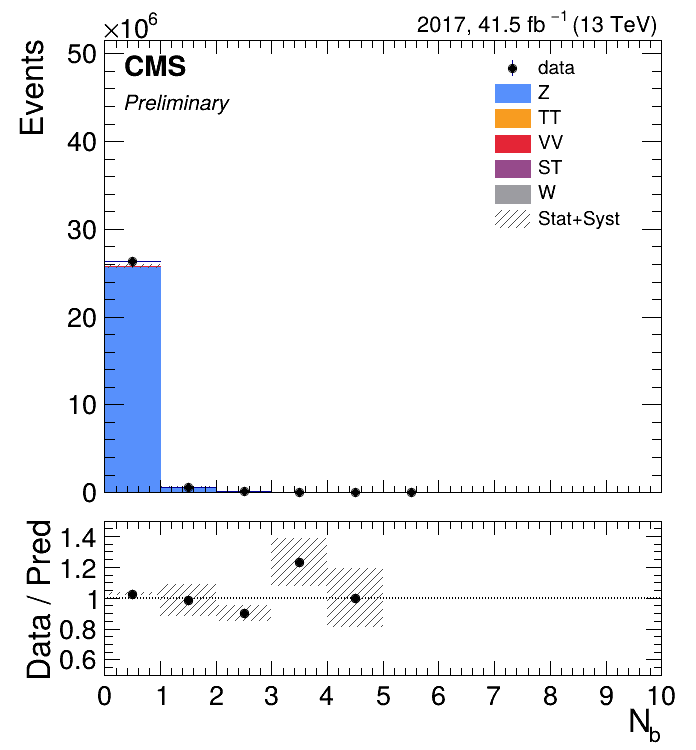 ×10⁶
2017, 41.5 fb⁻¹ (13 TeV)
CMS
Preliminary
Events
50
40
30
20
10
0
data
Z
TT
VV
ST
W
Stat+Syst
Data / Pred
1.4
1.2
1
0.8
0.6
0 1 2 3 4 5 6 7 8 9 10
N_b